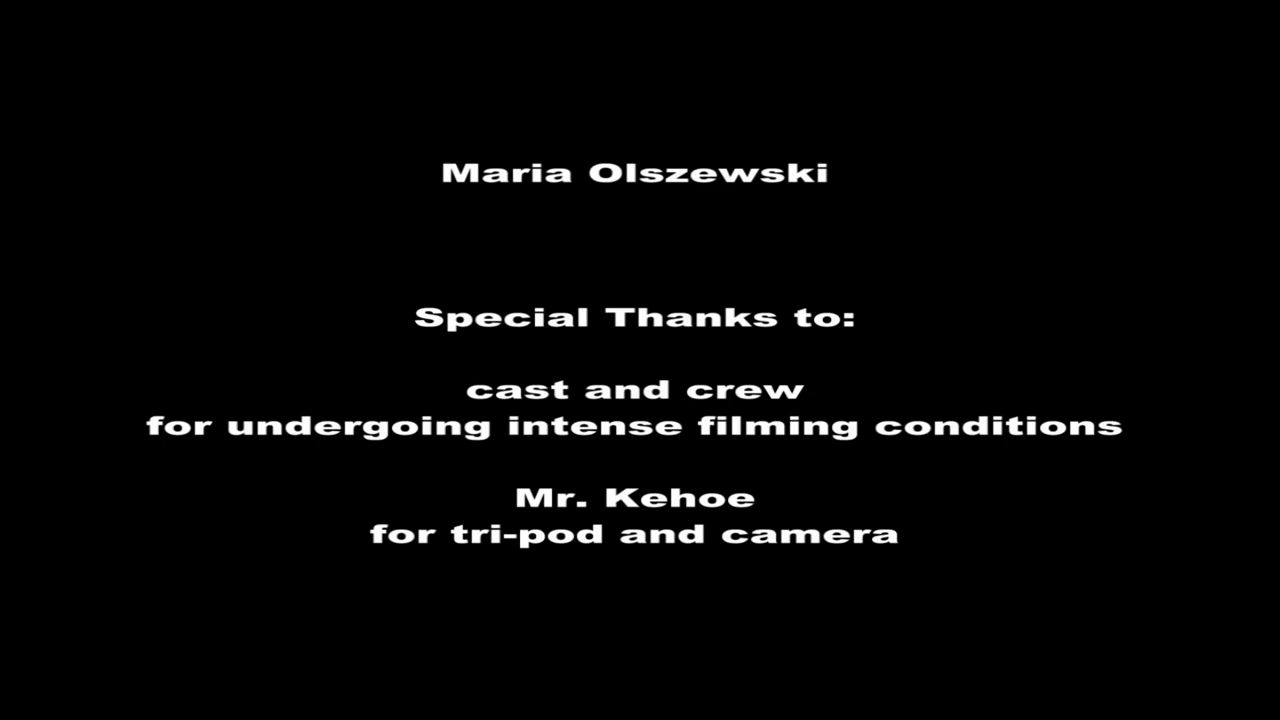 Maria Olszewski
Special Thanks to:
cast and crew
for undergoing intense filming conditions
Mr. Kehoe
for tri-pod and camera